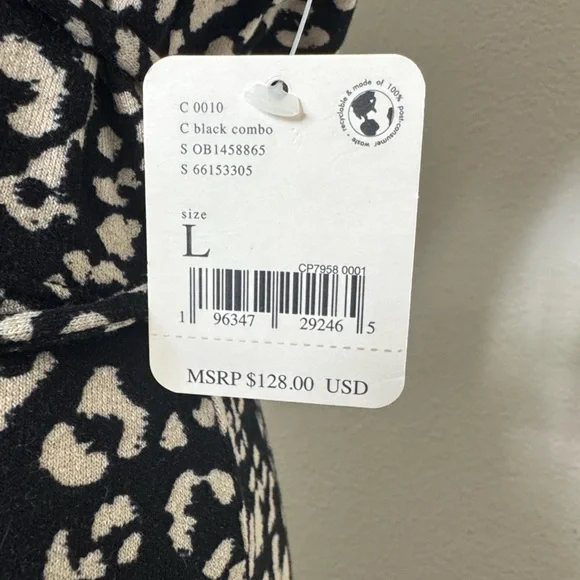 C 0010
C black combo
S OB1458865
S 66153305
recyclable & made of 100% post-consumer waste •
size
L
CP7958 0001
1 96347 29246 5
MSRP $128.00 USD